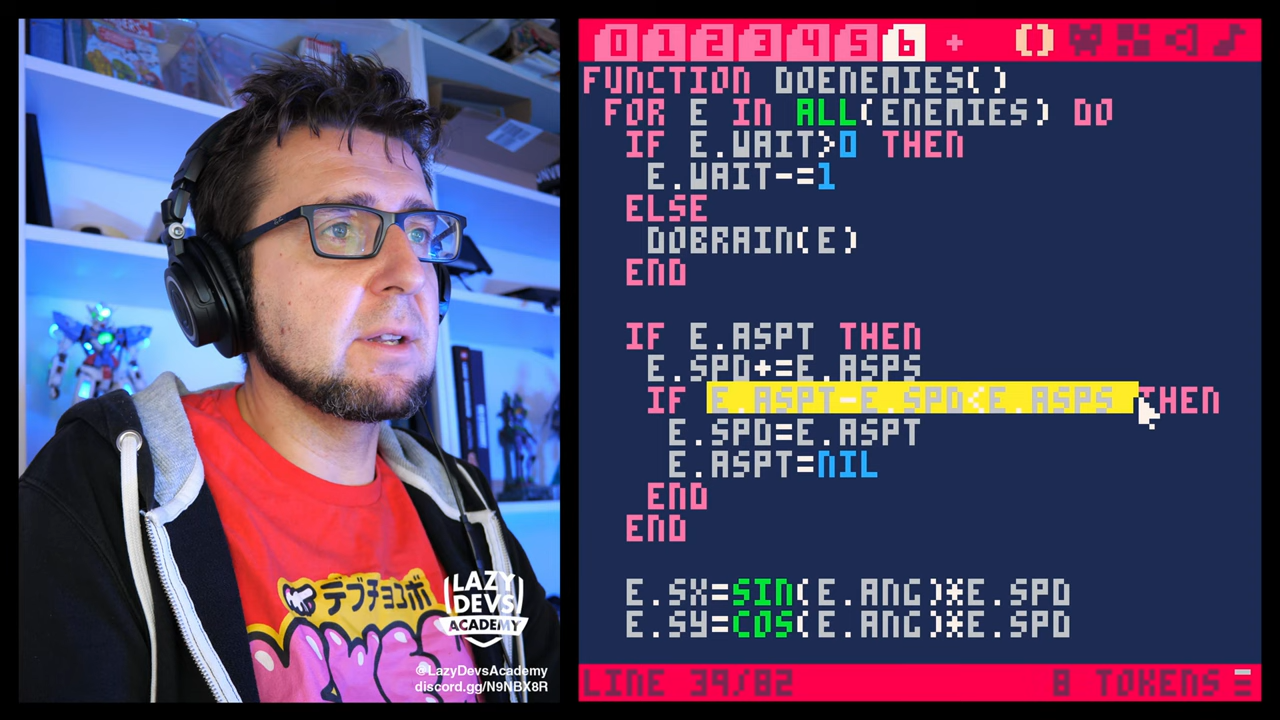 デブチョコボ
LAZY
DEVS
ACADEMY
@LazyDevsAcademy
discord.gg/N9NBX8R
0 1 2 3 4 5 6 + ()
FUNCTION DOENEMIES()
FOR E IN ALL(ENEMIES) DO
IF E.WAIT>0 THEN
E.WAIT-=1
ELSE
DOBRAIN(E)
END
IF E.ASPT THEN
E.SPD+=E.ASPS
IF E.ASPT-E.SPD<E.ASPS THEN
E.SPD=E.ASPT
E.ASPT=NIL
END
END
E.SX=SIN(E.ANG)*E.SPD
E.SY=COS(E.ANG)*E.SPD
LINE 39/82 8 TOKENS